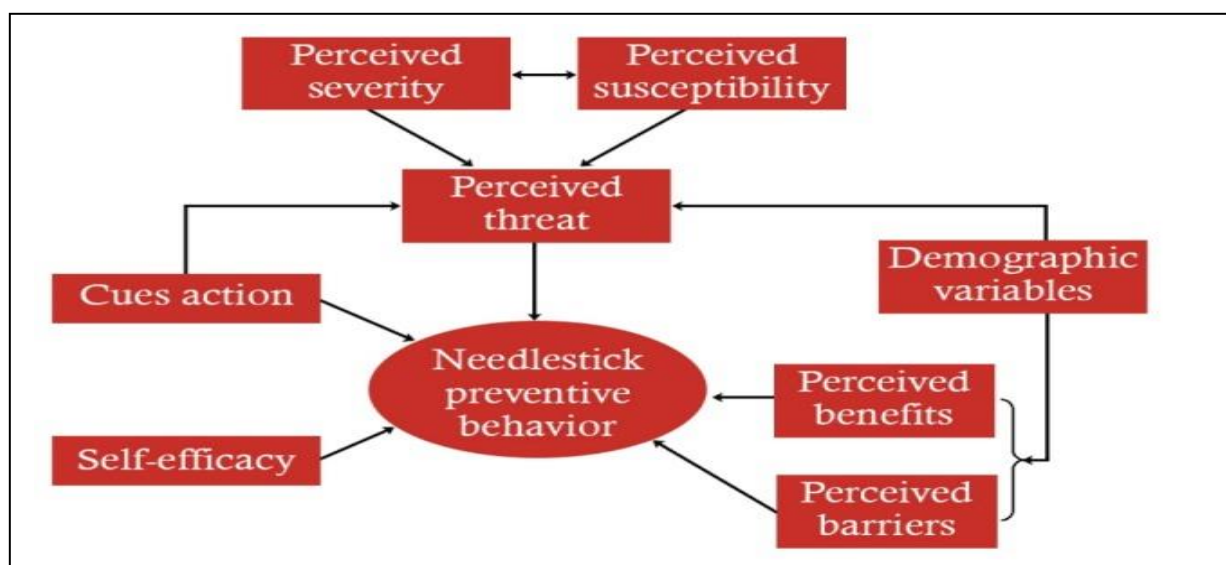 Perceived
severity
Perceived
susceptibility
Perceived
threat
Cues action
Demographic
variables
Needlestick
preventive
behavior
Perceived
benefits
Self-efficacy
Perceived
barriers